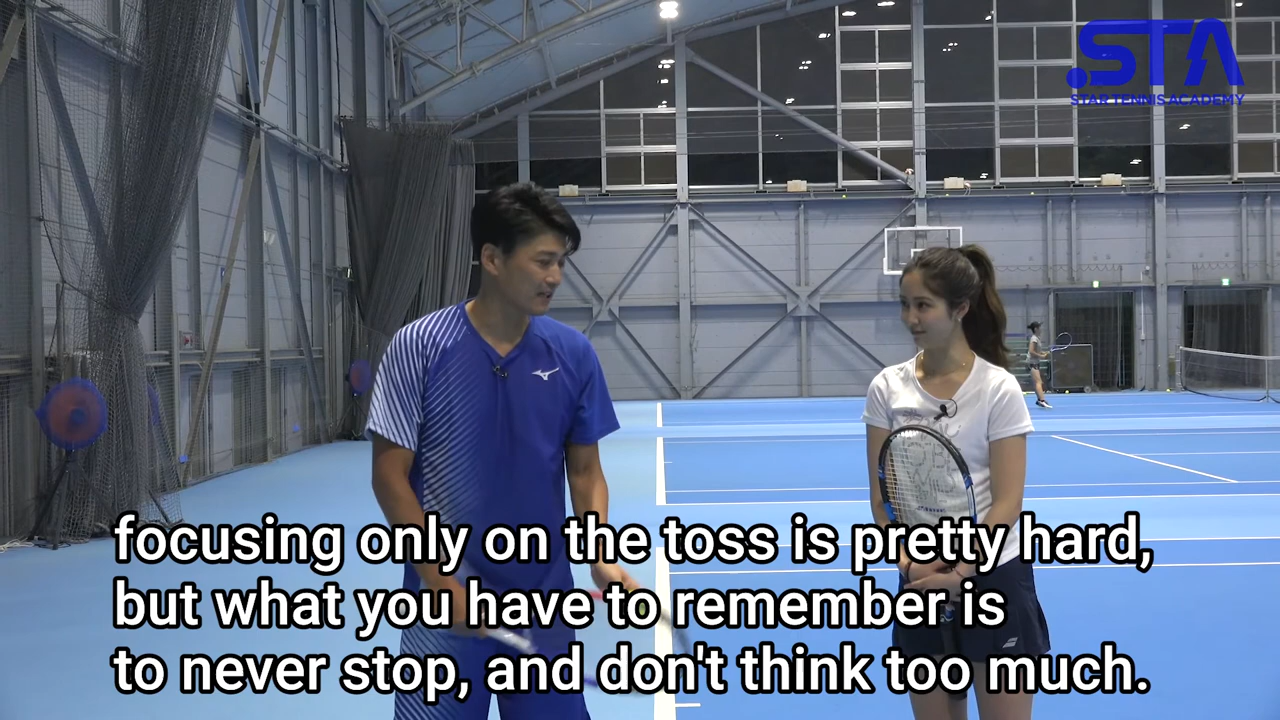 STA
STAR TENNIS ACADEMY
focusing only on the toss is pretty hard,
but what you have to remember is
to never stop, and don't think too much.